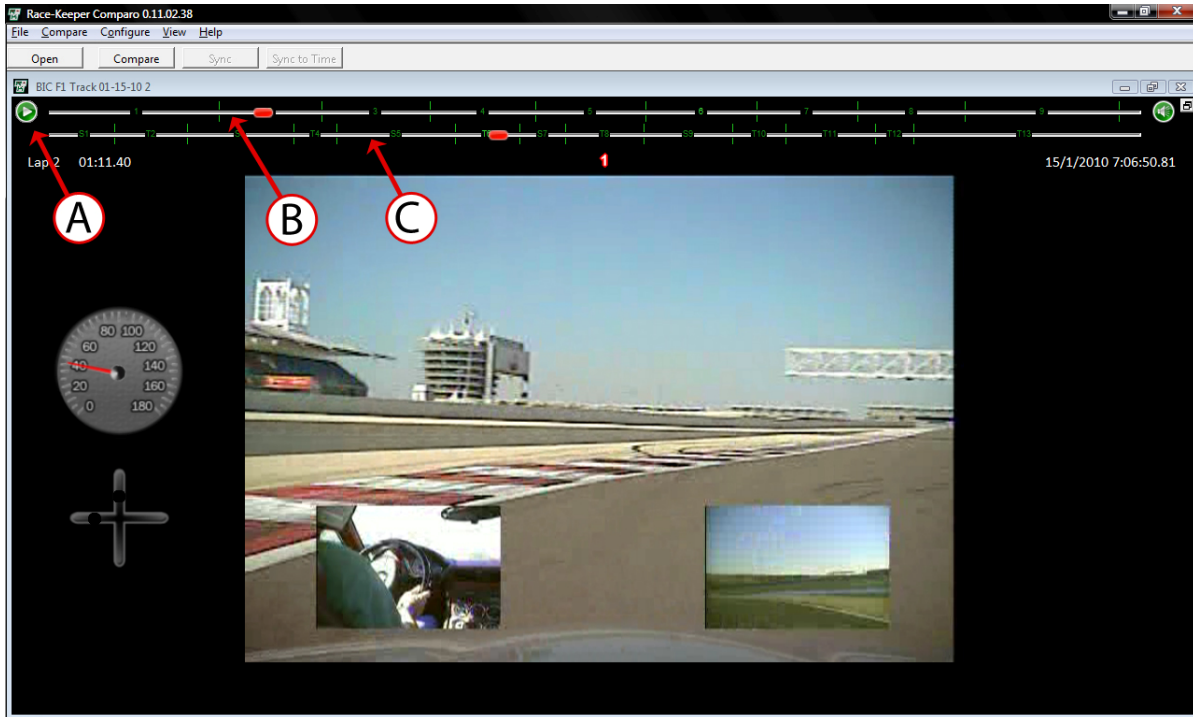 Race-Keeper Comparo 0.11.02.38
File Compare Configure View Help
Open Compare Sync Sync to Time
BIC F1 Track 01-15-10 2
1 3 4 5 6 7 8 9
S1 T2 T4 S5 T6 S7 T8 S9 T10 T11 T12 T13
Lap 2 01:11.40 1 15/1/2010 7:06:50.81
A B C
80 100
60 120
40 140
20 160
0 180